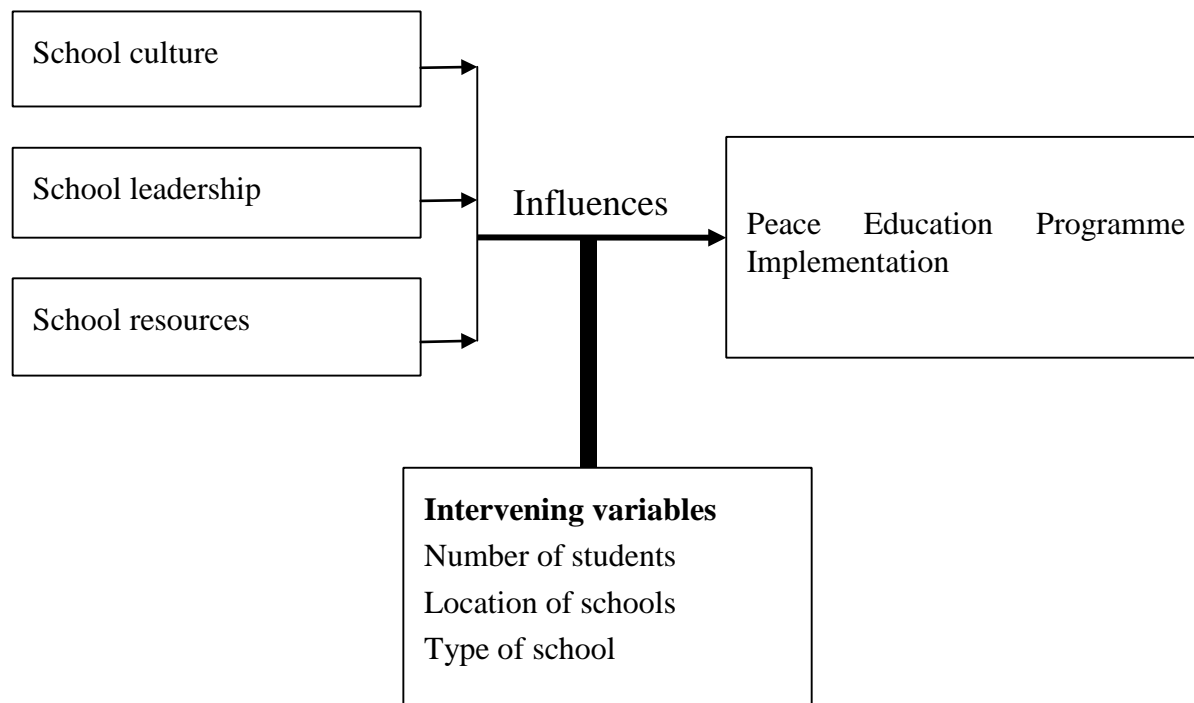 School culture
School leadership
School resources
Influences
Peace Education Programme
Implementation
Intervening variables
Number of students
Location of schools
Type of school